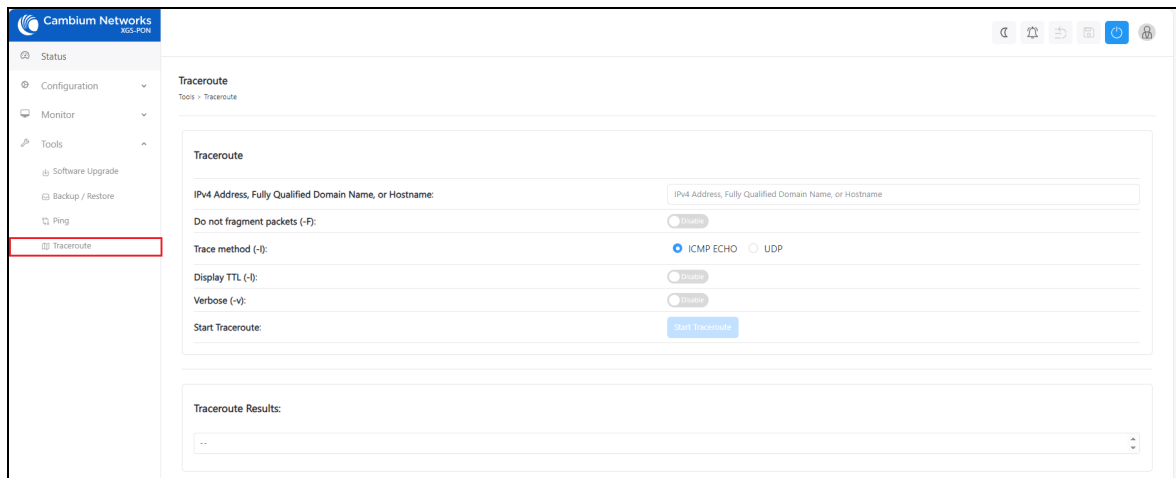 Cambium Networks
XGS-PON
Status
Configuration
Monitor
Tools
Software Upgrade
Backup / Restore
Ping
Traceroute
Traceroute
Tools > Traceroute
Traceroute
IPv4 Address, Fully Qualified Domain Name, or Hostname: IPv4 Address, Fully Qualified Domain Name, or Hostname
Do not fragment packets (-F): Disable
Trace method (-I): ICMP ECHO UDP
Display TTL (-l): Disable
Verbose (-v): Disable
Start Traceroute: Start Traceroute
Traceroute Results:
--